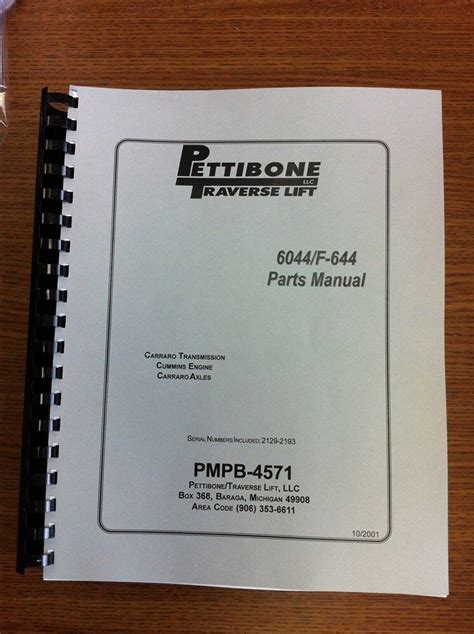 PETTIBONE
LLC
TRAVERSE LIFT
6044/F-644
Parts Manual
CARRARO TRANSMISSION
CUMMINS ENGINE
CARRARO AXLES
SERIAL NUMBERS INCLUDED: 2129-2193
PMPB-4571
PETTIBONE/TRAVERSE LIFT, LLC
BOX 368, BARAGA, MICHIGAN 49908
AREA CODE (906) 353-6611
10/2001